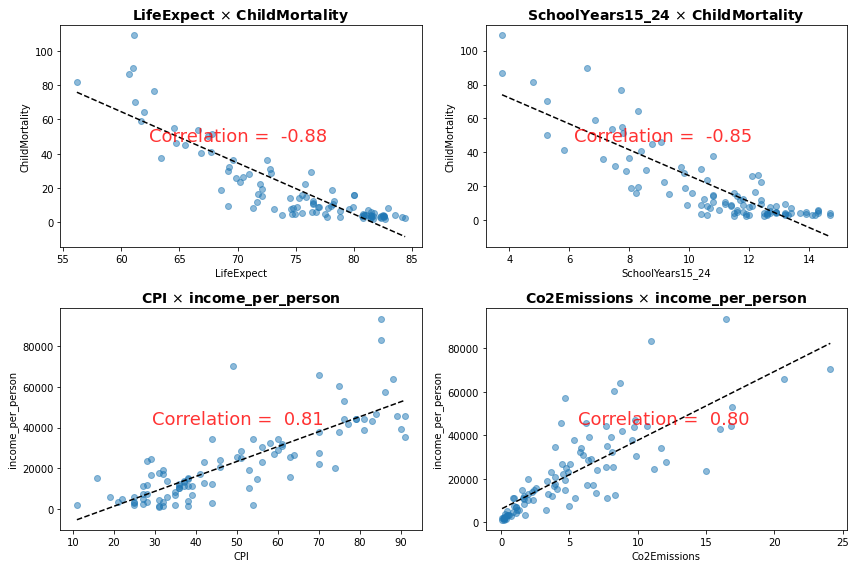 LifeExpect × ChildMortality
ChildMortality
100
80
60
40
20
0
Correlation = -0.88
55 60 65 70 75 80 85
LifeExpect
SchoolYears15_24 × ChildMortality
ChildMortality
100
80
60
40
20
0
Correlation = -0.85
4 6 8 10 12 14
SchoolYears15_24
CPI × income_per_person
income_per_person
80000
60000
40000
20000
0
Correlation = 0.81
10 20 30 40 50 60 70 80 90
CPI
Co2Emissions × income_per_person
income_per_person
80000
60000
40000
20000
0
Correlation = 0.80
0 5 10 15 20 25
Co2Emissions